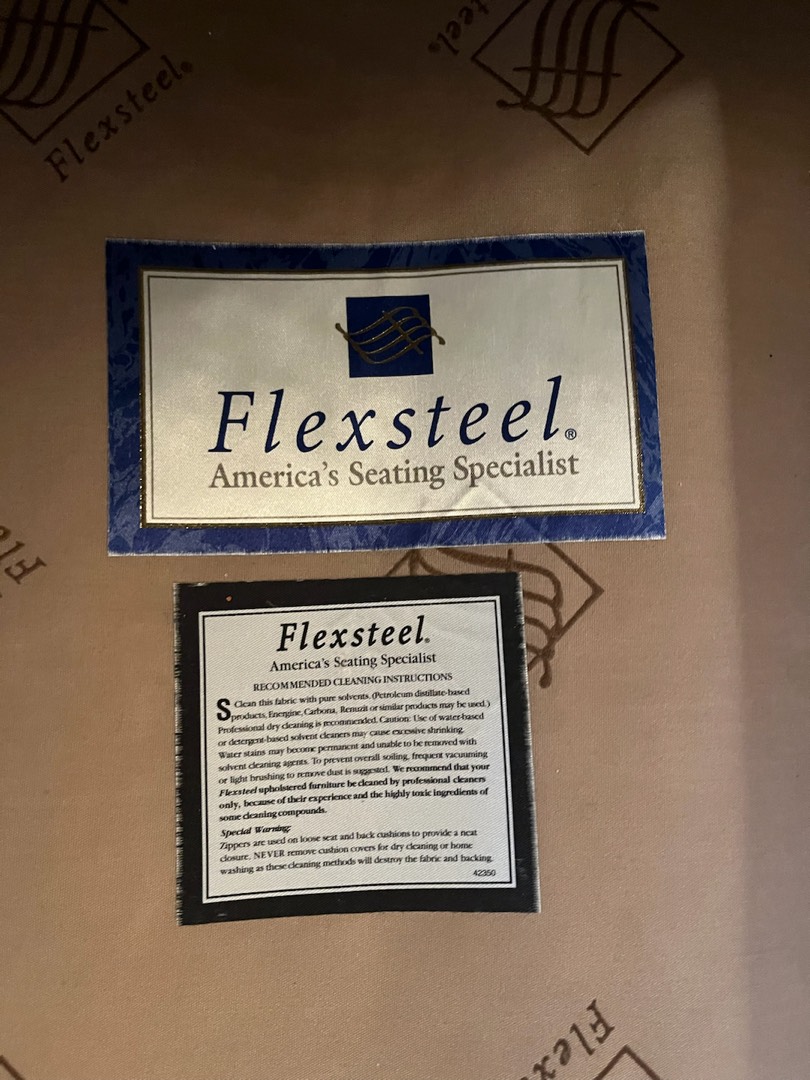 Flexsteel®
Flexsteel®
Flexsteel.®
America's Seating Specialist
Flexsteel®
America's Seating Specialist
RECOMMENDED CLEANING INSTRUCTIONS
S Clean this fabric with pure solvents. (Petroleum distillate-based
products, Energine, Carbona, Renuzit or similar products may be used.)
Professional dry cleaning is recommended. Caution: Use of water-based
or detergent-based solvent cleaners may cause excessive shrinking.
Water stains may become permanent and unable to be removed with
solvent cleaning agents. To prevent overall soiling, frequent vacuuming
or light brushing to remove dust is suggested. We recommend that your
Flexsteel upholstered furniture be cleaned by professional cleaners
only, because of their experience and the highly toxic ingredients of
some cleaning compounds.
Special Warning:
Zippers are used on loose seat and back cushions to provide a neat
closure. NEVER remove cushion covers for dry cleaning or home
washing as these cleaning methods will destroy the fabric and backing.
42350
Flexsteel